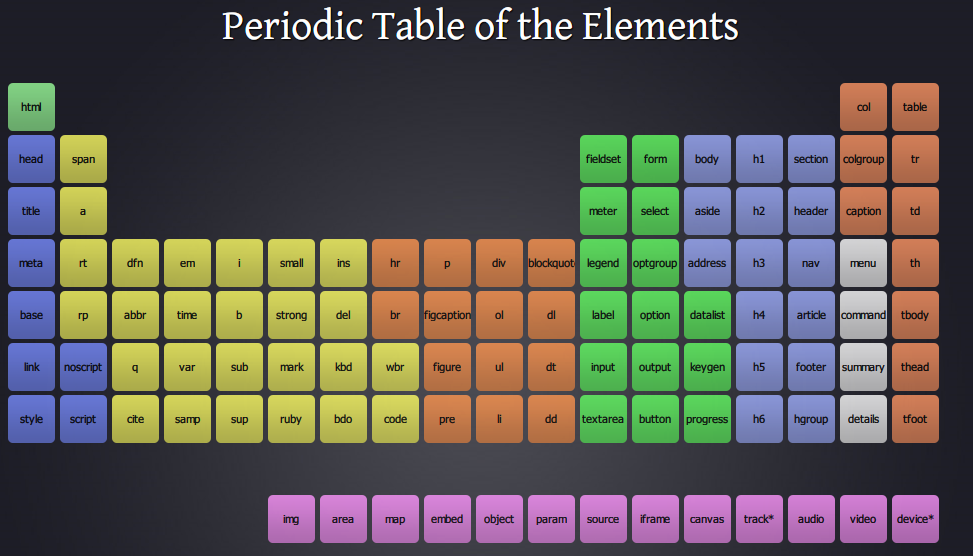 Periodic Table of the Elements
html col table
head span fieldset form body h1 section colgroup tr
title a meter select aside h2 header caption td
meta rt dfn em i small ins hr p div blockquot legend optgroup address h3 nav menu th
base rp abbr time b strong del br figcaption ol dl label option datalist h4 article command tbody
link noscript q var sub mark kbd wbr figure ul dt input output keygen h5 footer summary thead
style script cite samp sup ruby bdo code pre li dd textarea button progress h6 hgroup details tfoot
img area map embed object param source iframe canvas track* audio video device*